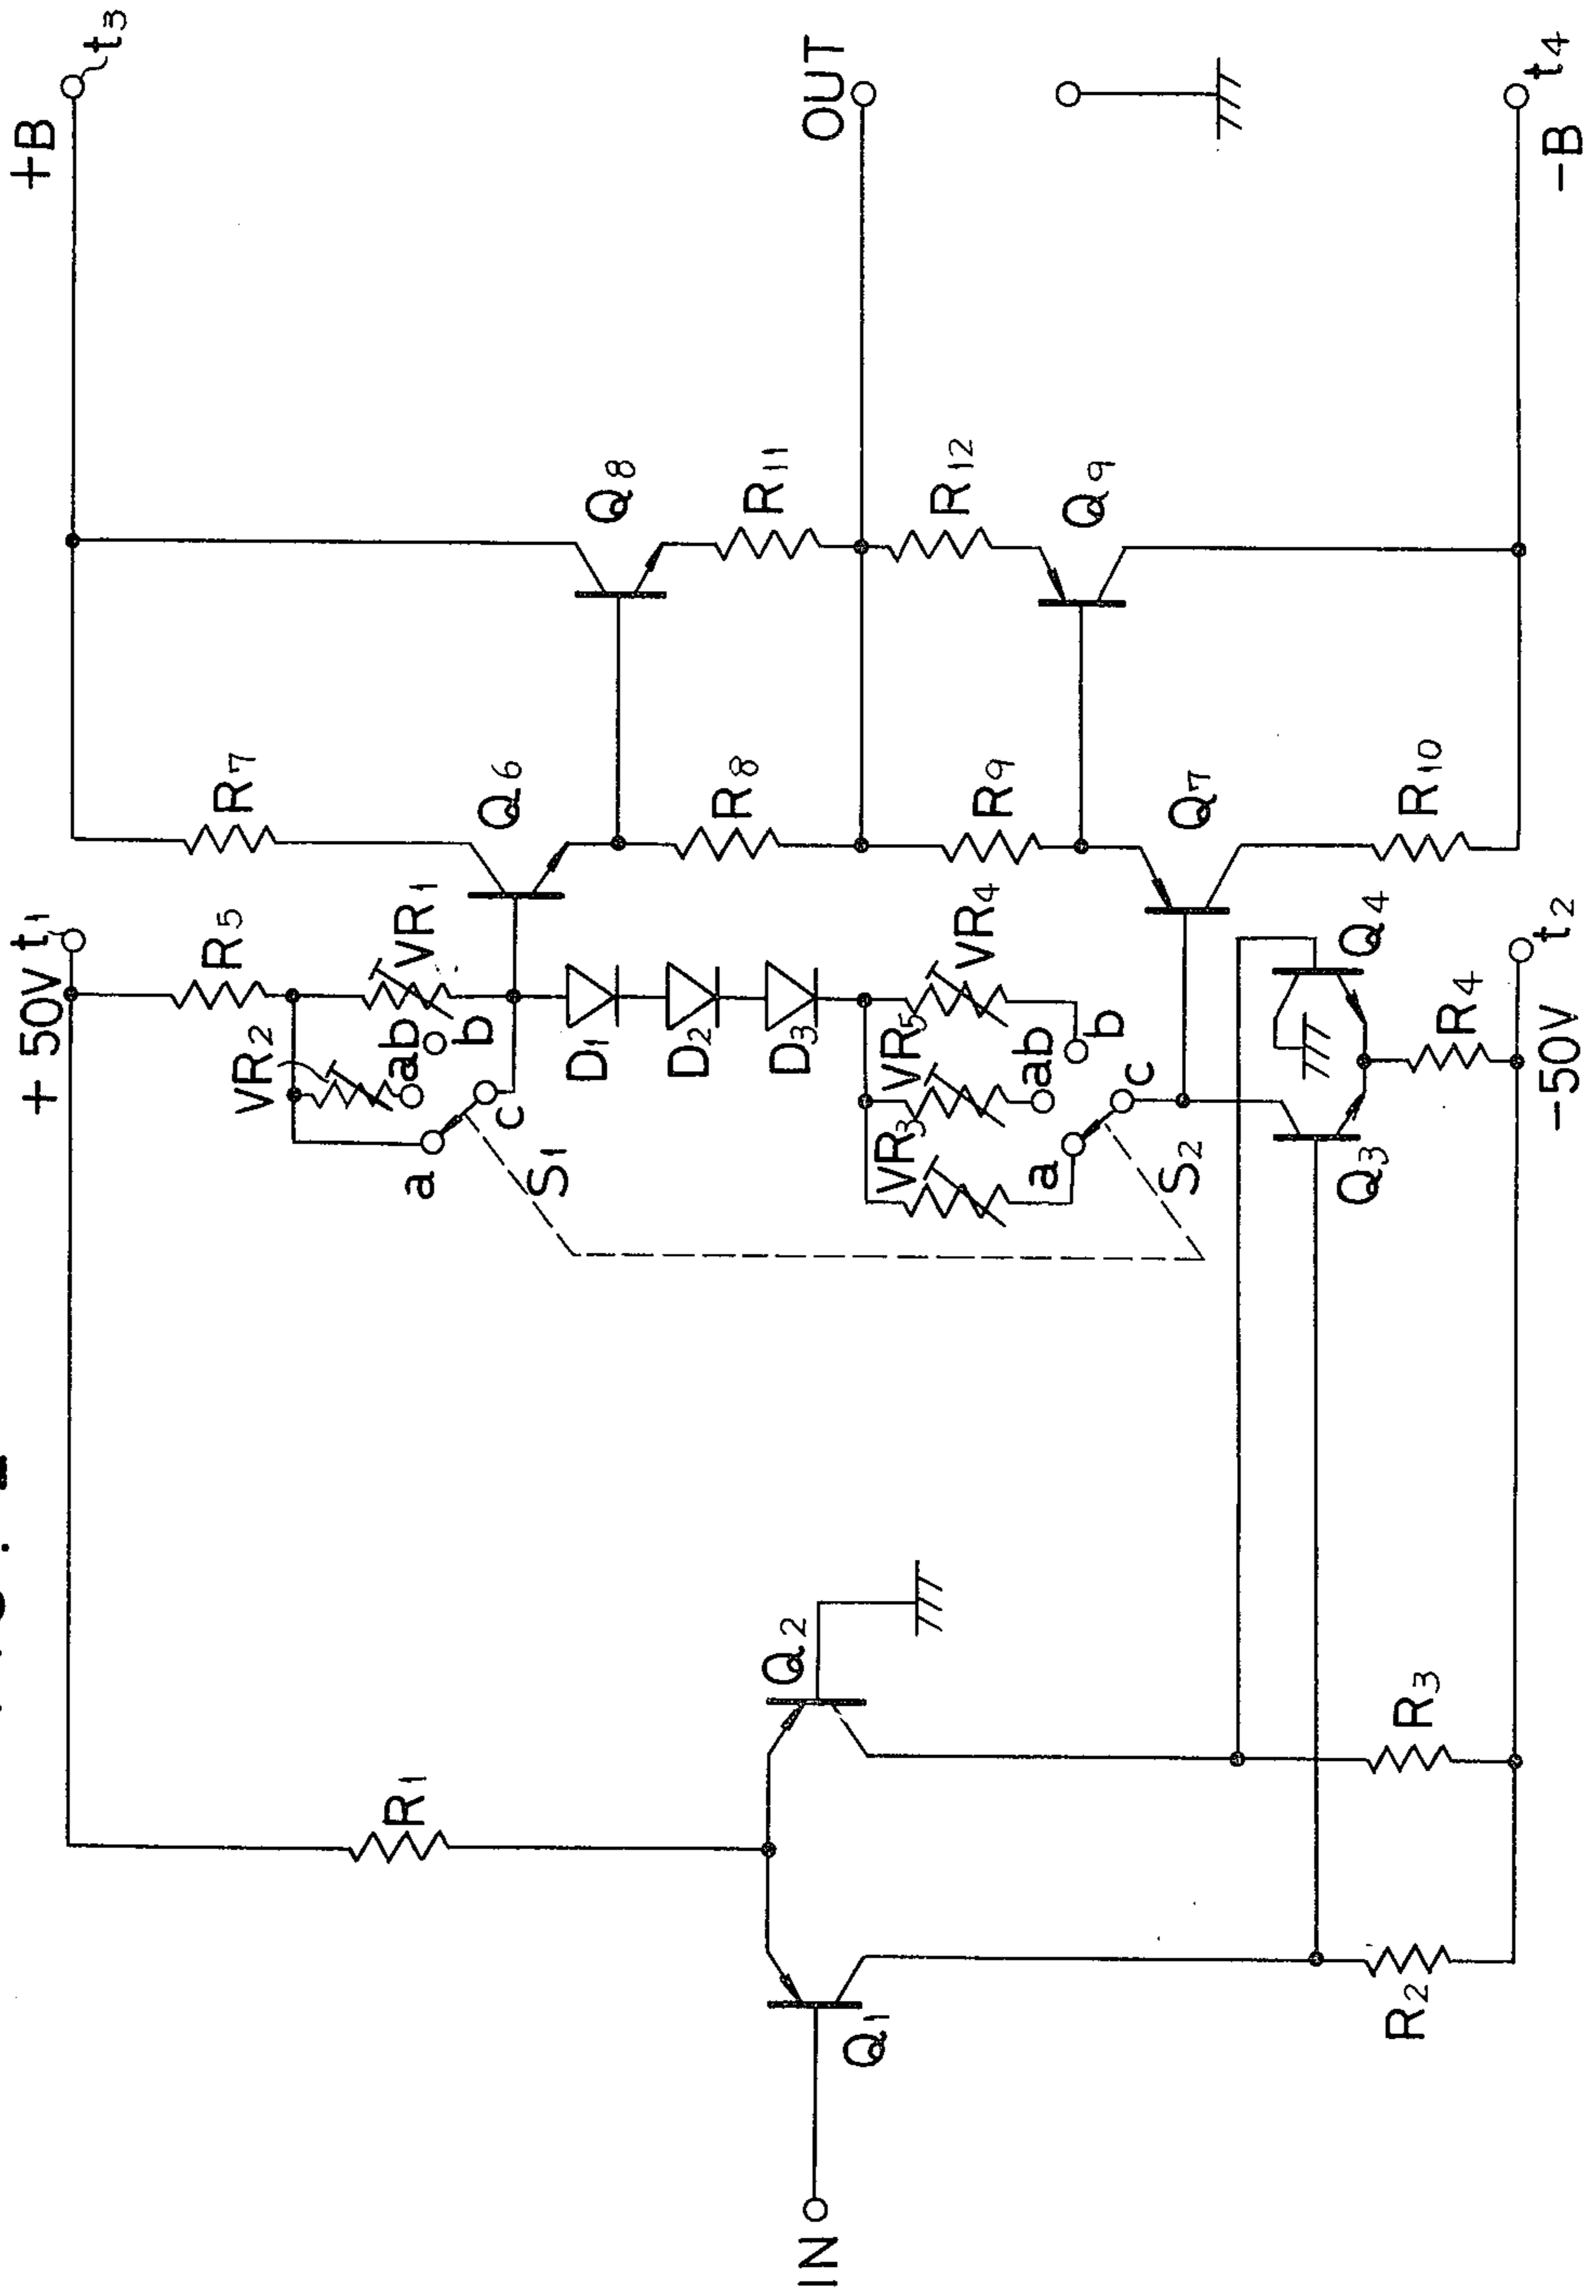 +B
t3
+50V
t1
R7
R5
VR1
VR2
ab
b
a
c
S1
Q6
Q8
R11
R8
OUT
D1
D2
D3
R12
R9
Q9
VR4
VR5
VR3
ab
b
a
c
S2
Q7
R10
Q4
Q3
R4
t2
-50V
t4
-B
R1
Q2
Q1
IN
R3
R2